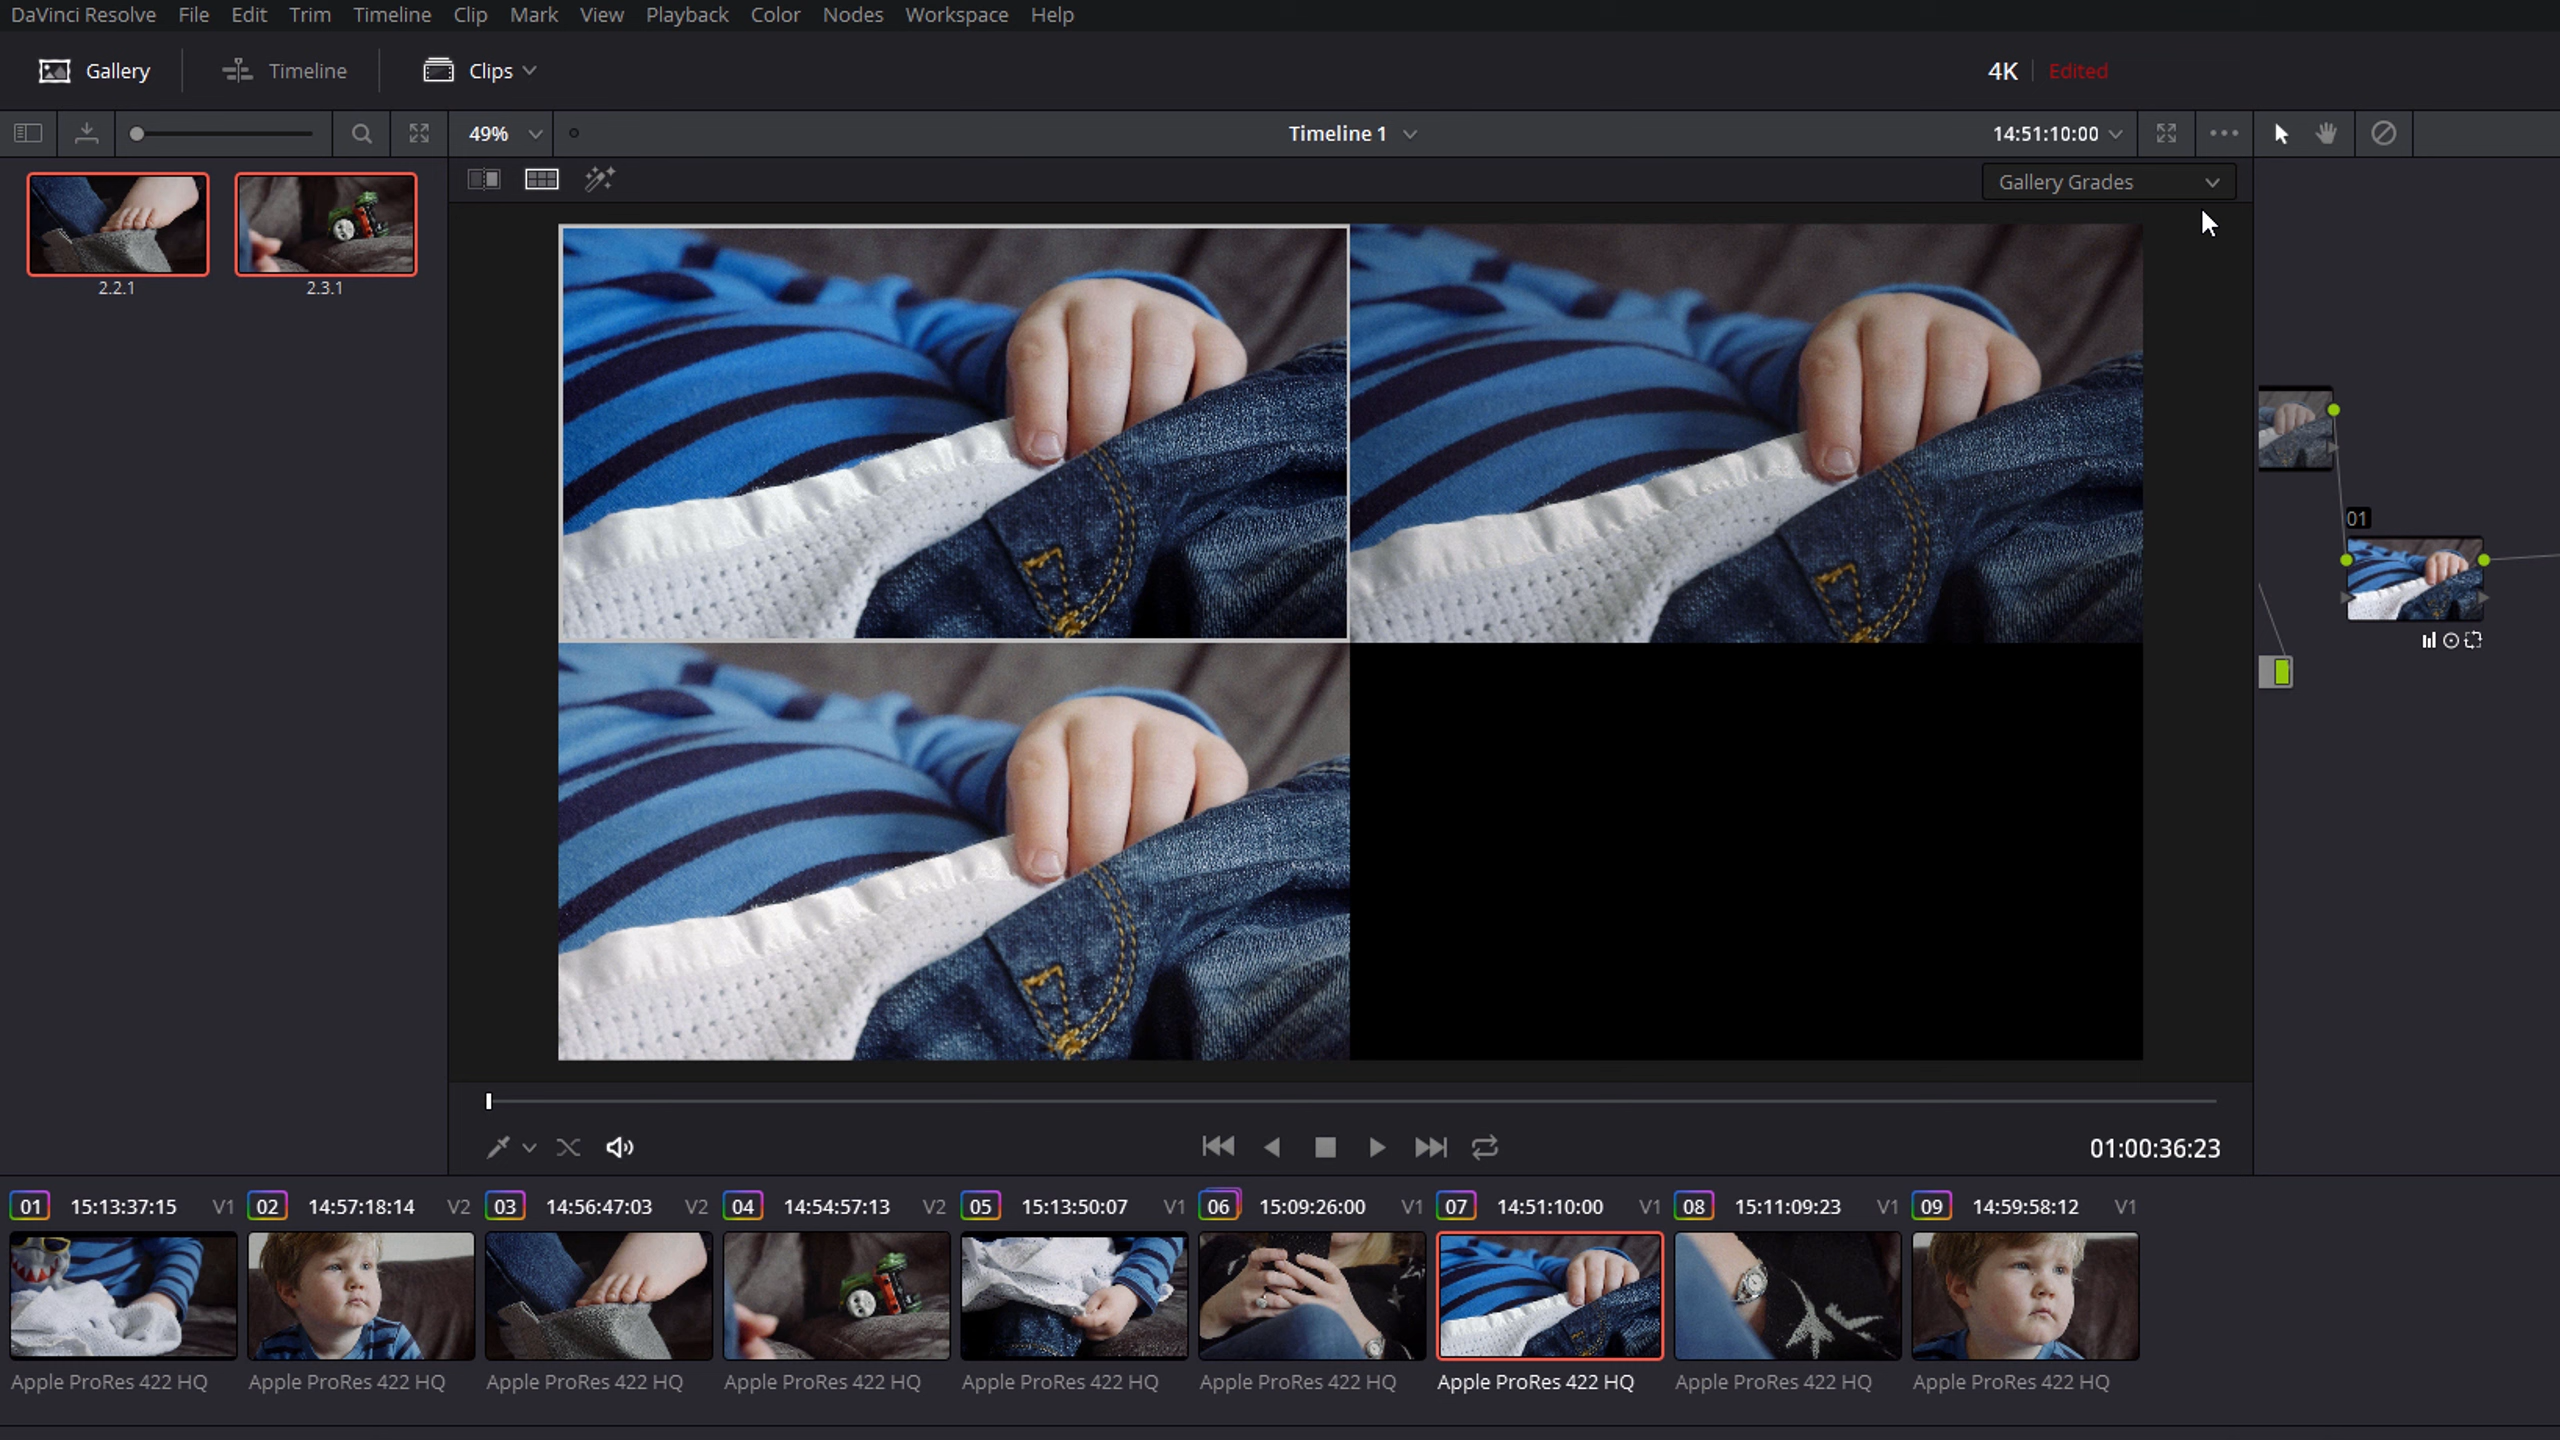 DaVinci Resolve File Edit Trim Timeline Clip Mark View Playback Color Nodes Workspace Help
Gallery Timeline Clips 4K Edited
49% Timeline 1 14:51:10:00
Gallery Grades
2.2.1 2.3.1
01
01:00:36:23
01 15:13:37:15 V1 02 14:57:18:14 V2 03 14:56:47:03 V2 04 14:54:57:13 V2 05 15:13:50:07 V1 06 15:09:26:00 V1 07 14:51:10:00 V1 08 15:11:09:23 V1 09 14:59:58:12 V1
Apple ProRes 422 HQ Apple ProRes 422 HQ Apple ProRes 422 HQ Apple ProRes 422 HQ Apple ProRes 422 HQ Apple ProRes 422 HQ Apple ProRes 422 HQ Apple ProRes 422 HQ Apple ProRes 422 HQ